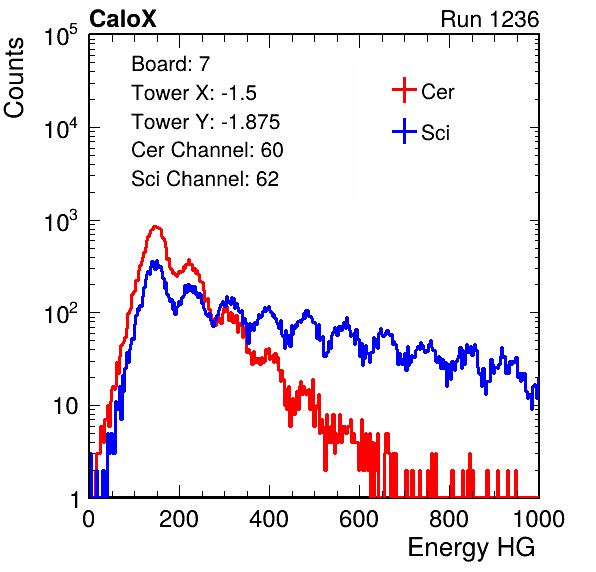 CaloX Run 1236
Counts
10^5
10^4
10^3
10^2
10
1
Board: 7
Tower X: -1.5
Tower Y: -1.875
Cer Channel: 60
Sci Channel: 62
Cer
Sci
0 200 400 600 800 1000
Energy HG